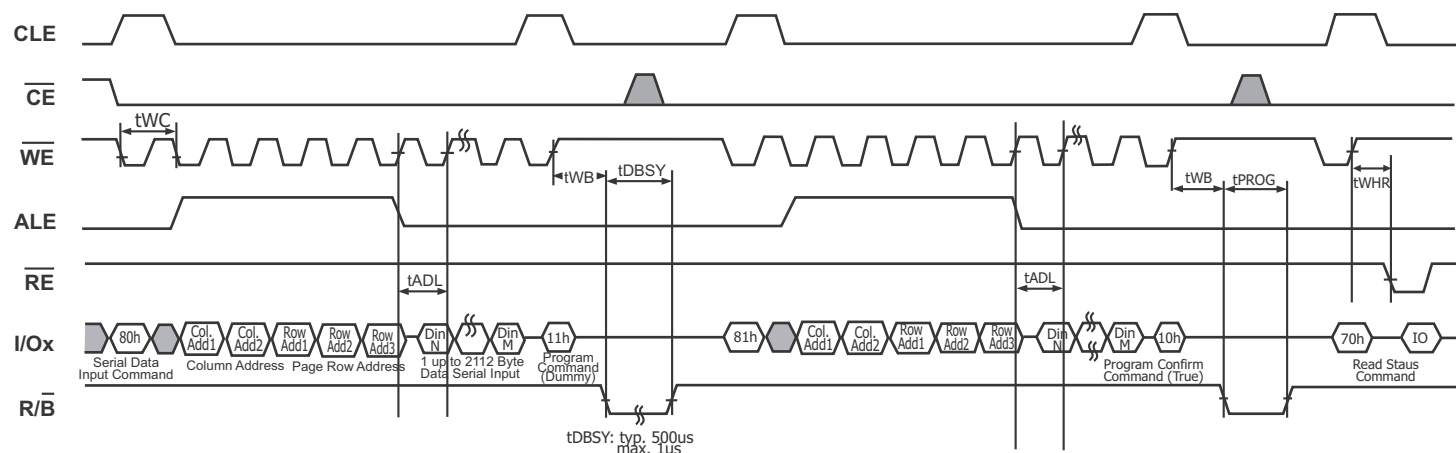 CLE
CE
tWC
WE
tWB
tDBSY
tWB
tPROG
tWHR
ALE
RE
tADL
tADL
I/Ox
80h
Col. Add1
Col. Add2
Row Add1
Row Add2
Row Add3
Din N
Din M
11h
81h
Col. Add1
Col. Add2
Row Add1
Row Add2
Row Add3
Din N
Din M
10h
70h
IO
Serial Data
Input Command
Column Address
Page Row Address
1 up to 2112 Byte
Data Serial Input
Program
Command
(Dummy)
Program Confirm
Command (True)
Read Staus
Command
R/B
tDBSY: typ. 500us
max. 1us